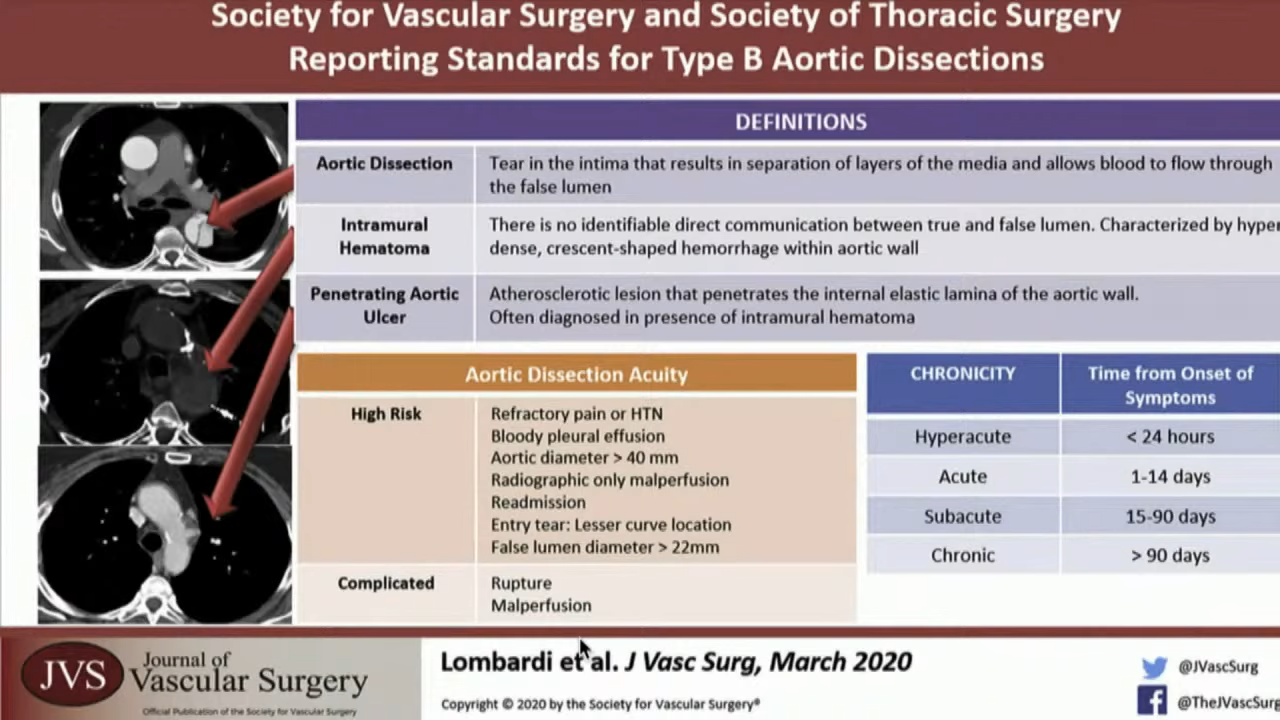 Society for Vascular Surgery and Society of Thoracic Surgery
Reporting Standards for Type B Aortic Dissections
DEFINITIONS
Aortic Dissection
Tear in the intima that results in separation of layers of the media and allows blood to flow through
the false lumen
Intramural
Hematoma
There is no identifiable direct communication between true and false lumen. Characterized by hyper
dense, crescent-shaped hemorrhage within aortic wall
Penetrating Aortic
Ulcer
Atherosclerotic lesion that penetrates the internal elastic lamina of the aortic wall.
Often diagnosed in presence of intramural hematoma
Aortic Dissection Acuity
High Risk
Refractory pain or HTN
Bloody pleural effusion
Aortic diameter > 40 mm
Radiographic only malperfusion
Readmission
Entry tear: Lesser curve location
False lumen diameter > 22mm
Complicated
Rupture
Malperfusion
CHRONICITY
Time from Onset of
Symptoms
Hyperacute
< 24 hours
Acute
1-14 days
Subacute
15-90 days
Chronic
> 90 days
JVS
Journal of
Vascular Surgery
Official Publication of the Society for Vascular Surgery
Lombardi et al. J Vasc Surg, March 2020
Copyright © 2020 by the Society for Vascular Surgery®
@JVascSurg
@TheJVascSurg